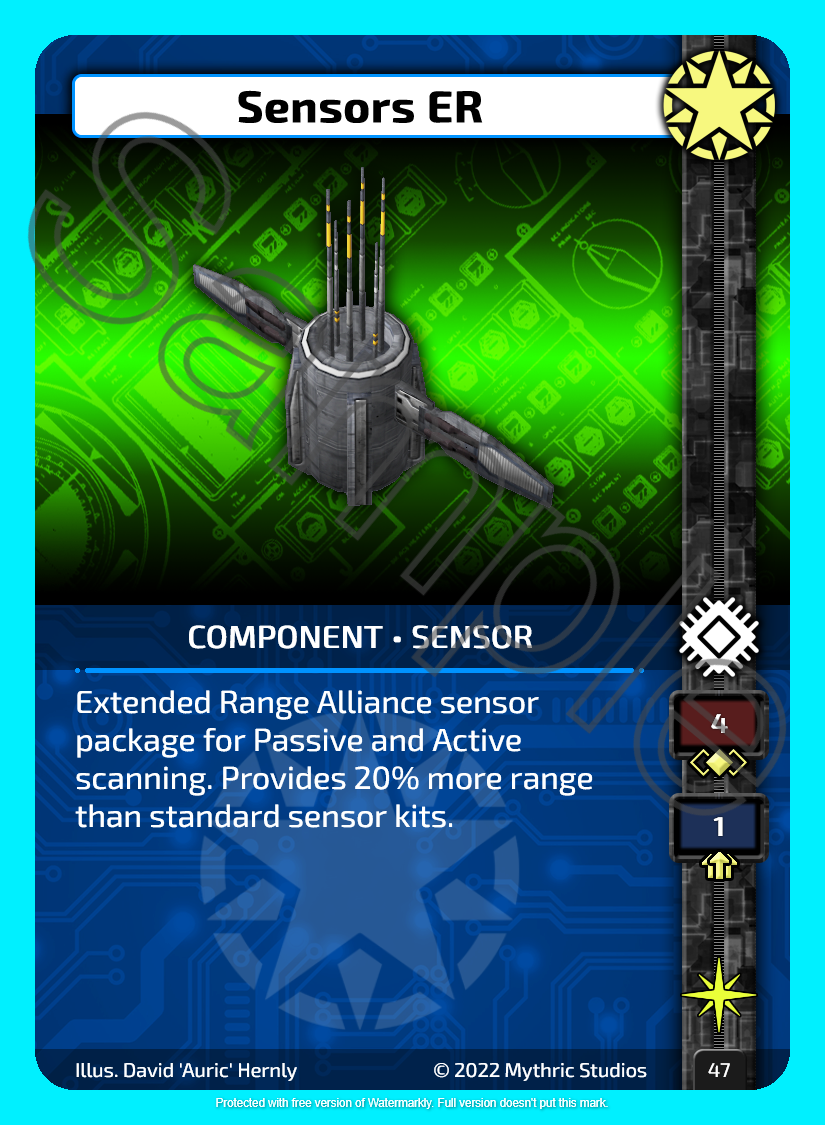 Sensors ER
COMPONENT • SENSOR
4
Extended Range Alliance sensor
package for Passive and Active
scanning. Provides 20% more range
than standard sensor kits.
1
Illus. David 'Auric' Hernly
© 2022 Mythric Studios
47
Sample
Protected with free version of Watermarkly. Full version doesn't put this mark.